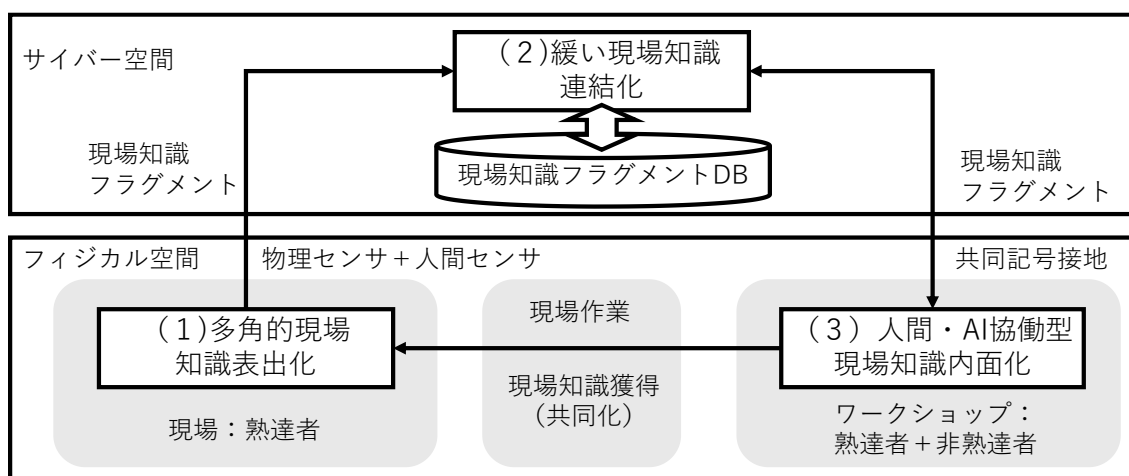 サイバー空間
（2)緩い現場知識
連結化
現場知識
フラグメント
現場知識フラグメントDB
現場知識
フラグメント
フィジカル空間
物理センサ＋人間センサ
共同記号接地
（1)多角的現場
知識表出化
現場：熟達者
現場作業
現場知識獲得
（共同化）
（3）人間・AI協働型
現場知識内面化
ワークショップ：
熟達者＋非熟達者